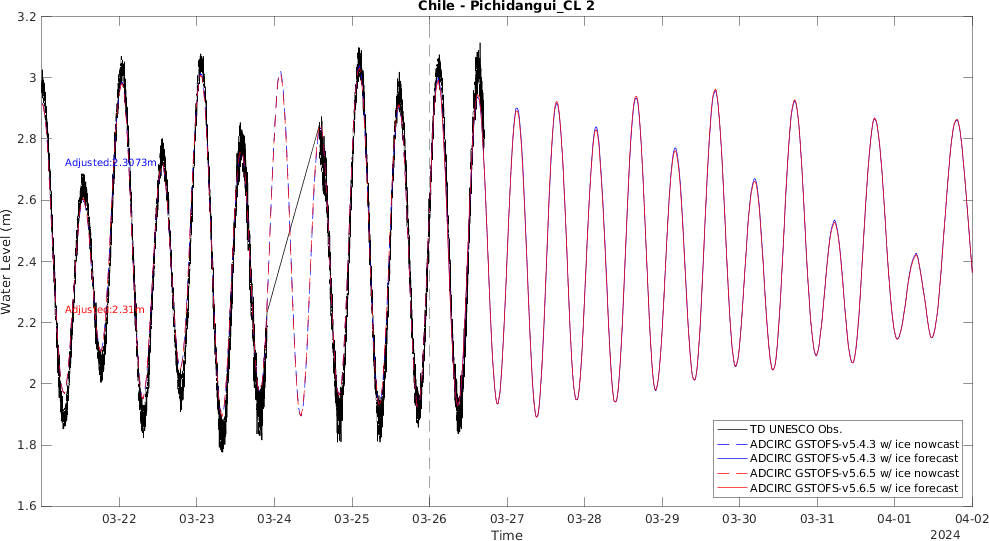 Chile - Pichidangui_CL 2
3.2
3
2.8
2.6
2.4
2.2
2
1.8
1.6
Water Level (m)
Adjusted:2.3073m
Adjusted:2.31m
TD UNESCO Obs.
ADCIRC GSTOFS-v5.4.3 w/ ice nowcast
ADCIRC GSTOFS-v5.4.3 w/ ice forecast
ADCIRC GSTOFS-v5.6.5 w/ ice nowcast
ADCIRC GSTOFS-v5.6.5 w/ ice forecast
03-22 03-23 03-24 03-25 03-26 03-27 03-28 03-29 03-30 03-31 04-01 04-02
Time
2024